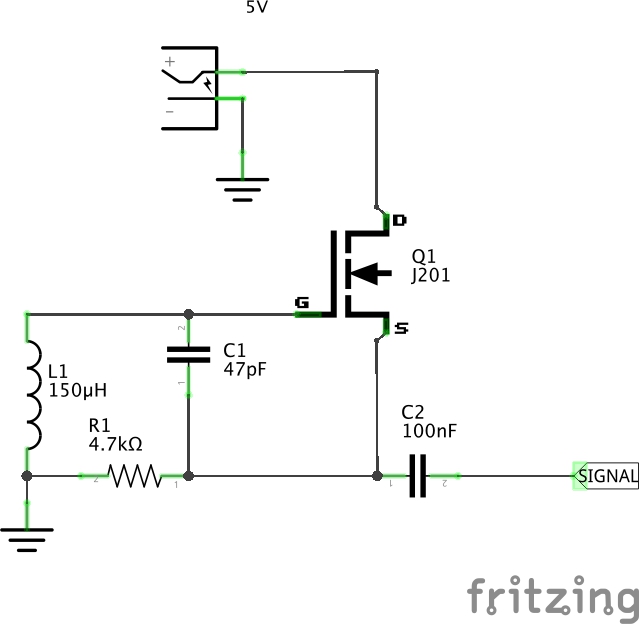 5V
+
-
D
Q1
J201
G
S
2
C1
47pF
1
L1
150µH
R1
4.7kΩ
2
1
C2
100nF
1
2
SIGNAL
fritzing